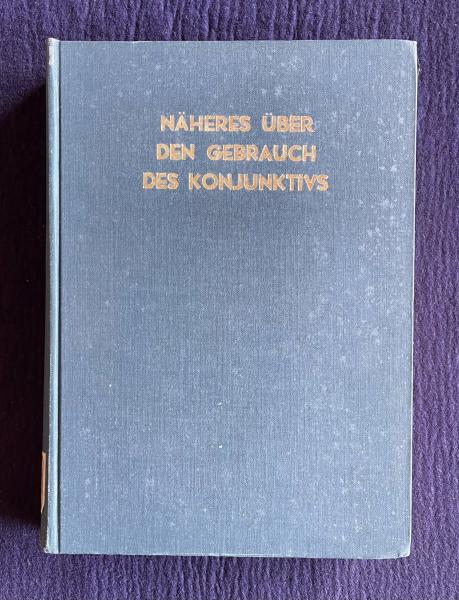 NÄHERES ÜBER
DEN GEBRAUCH
DES KONJUNKTIVS